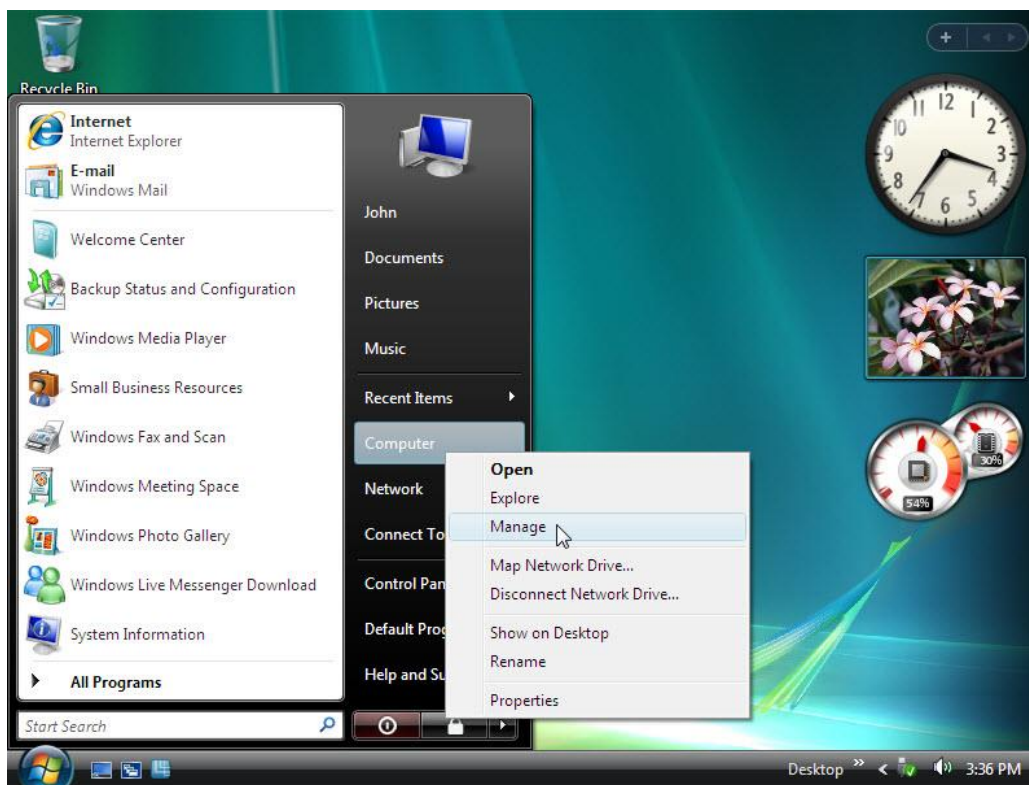 Recycle Bin
Internet
Internet Explorer
E-mail
Windows Mail
Welcome Center
Backup Status and Configuration
Windows Media Player
Small Business Resources
Windows Fax and Scan
Windows Meeting Space
Windows Photo Gallery
Windows Live Messenger Download
System Information
All Programs
Start Search
John
Documents
Pictures
Music
Recent Items
Computer
Network
Connect To
Control Pan
Default Prog
Help and Su
Open
Explore
Manage
Map Network Drive...
Disconnect Network Drive...
Show on Desktop
Rename
Properties
11 12 1
10 2
9 3
8 4
7 6 5
30%
54%
Desktop » 3:36 PM